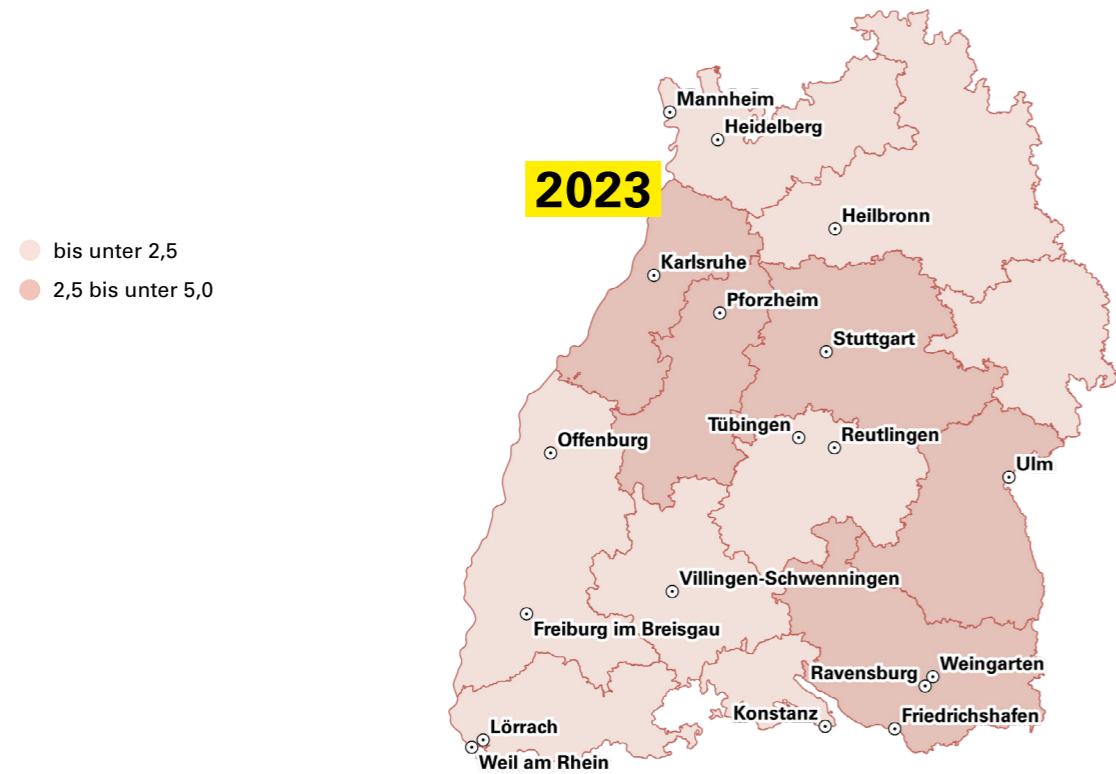 Mannheim
Heidelberg
2023
Heilbronn
bis unter 2,5
Karlsruhe
2,5 bis unter 5,0
Pforzheim
Stuttgart
Tübingen
Reutlingen
Offenburg
Ulm
Villingen-Schwenningen
Freiburg im Breisgau
Weingarten
Ravensburg
Konstanz
Friedrichshafen
Lörrach
Weil am Rhein